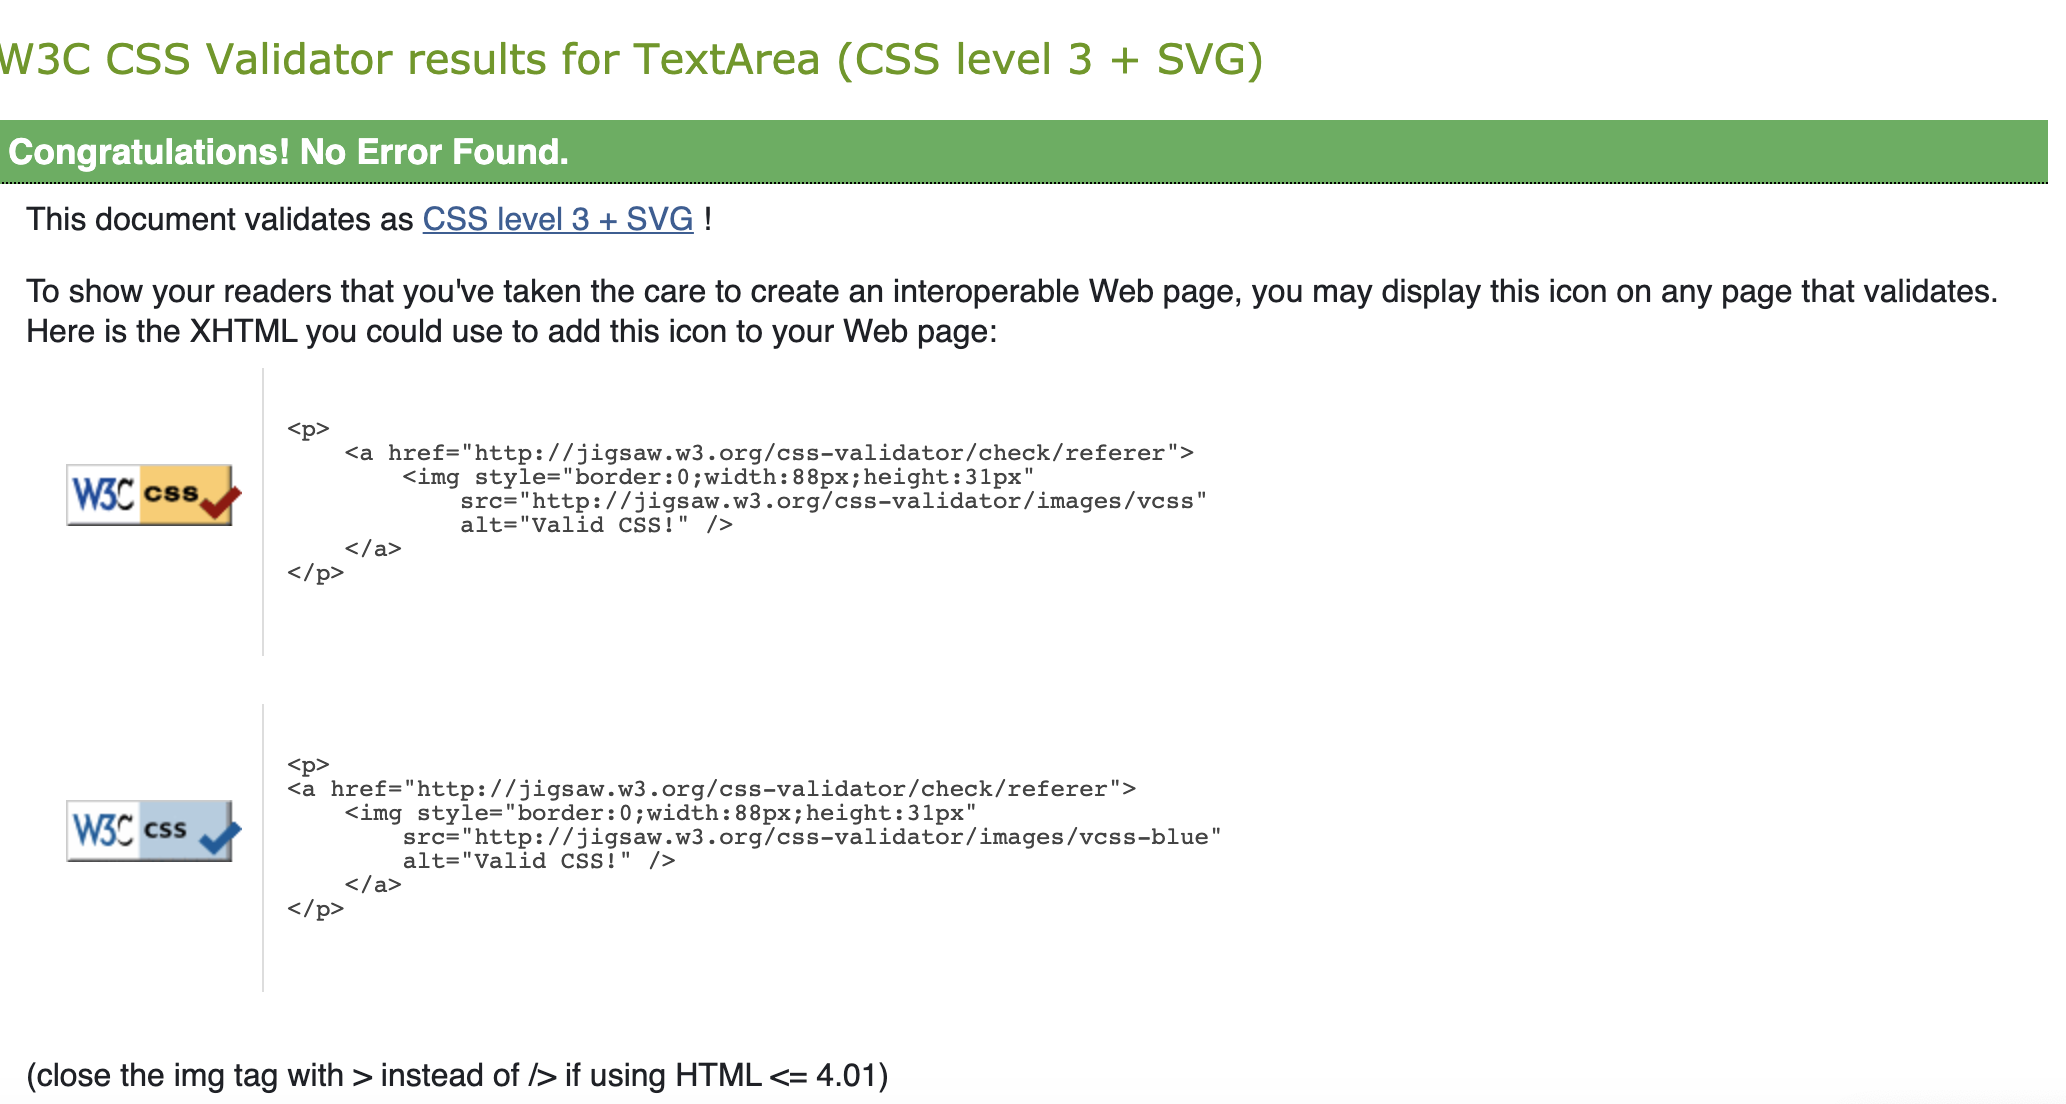 W3C CSS Validator results for TextArea (CSS level 3 + SVG)
Congratulations! No Error Found.
This document validates as CSS level 3 + SVG !
To show your readers that you've taken the care to create an interoperable Web page, you may display this icon on any page that validates.
Here is the XHTML you could use to add this icon to your Web page:
W3C css
<p>
    <a href="http://jigsaw.w3.org/css-validator/check/referer">
        <img style="border:0;width:88px;height:31px"
            src="http://jigsaw.w3.org/css-validator/images/vcss"
            alt="Valid CSS!" />
    </a>
</p>
W3C css
<p>
<a href="http://jigsaw.w3.org/css-validator/check/referer">
    <img style="border:0;width:88px;height:31px"
        src="http://jigsaw.w3.org/css-validator/images/vcss-blue"
        alt="Valid CSS!" />
    </a>
</p>
(close the img tag with > instead of /> if using HTML <= 4.01)